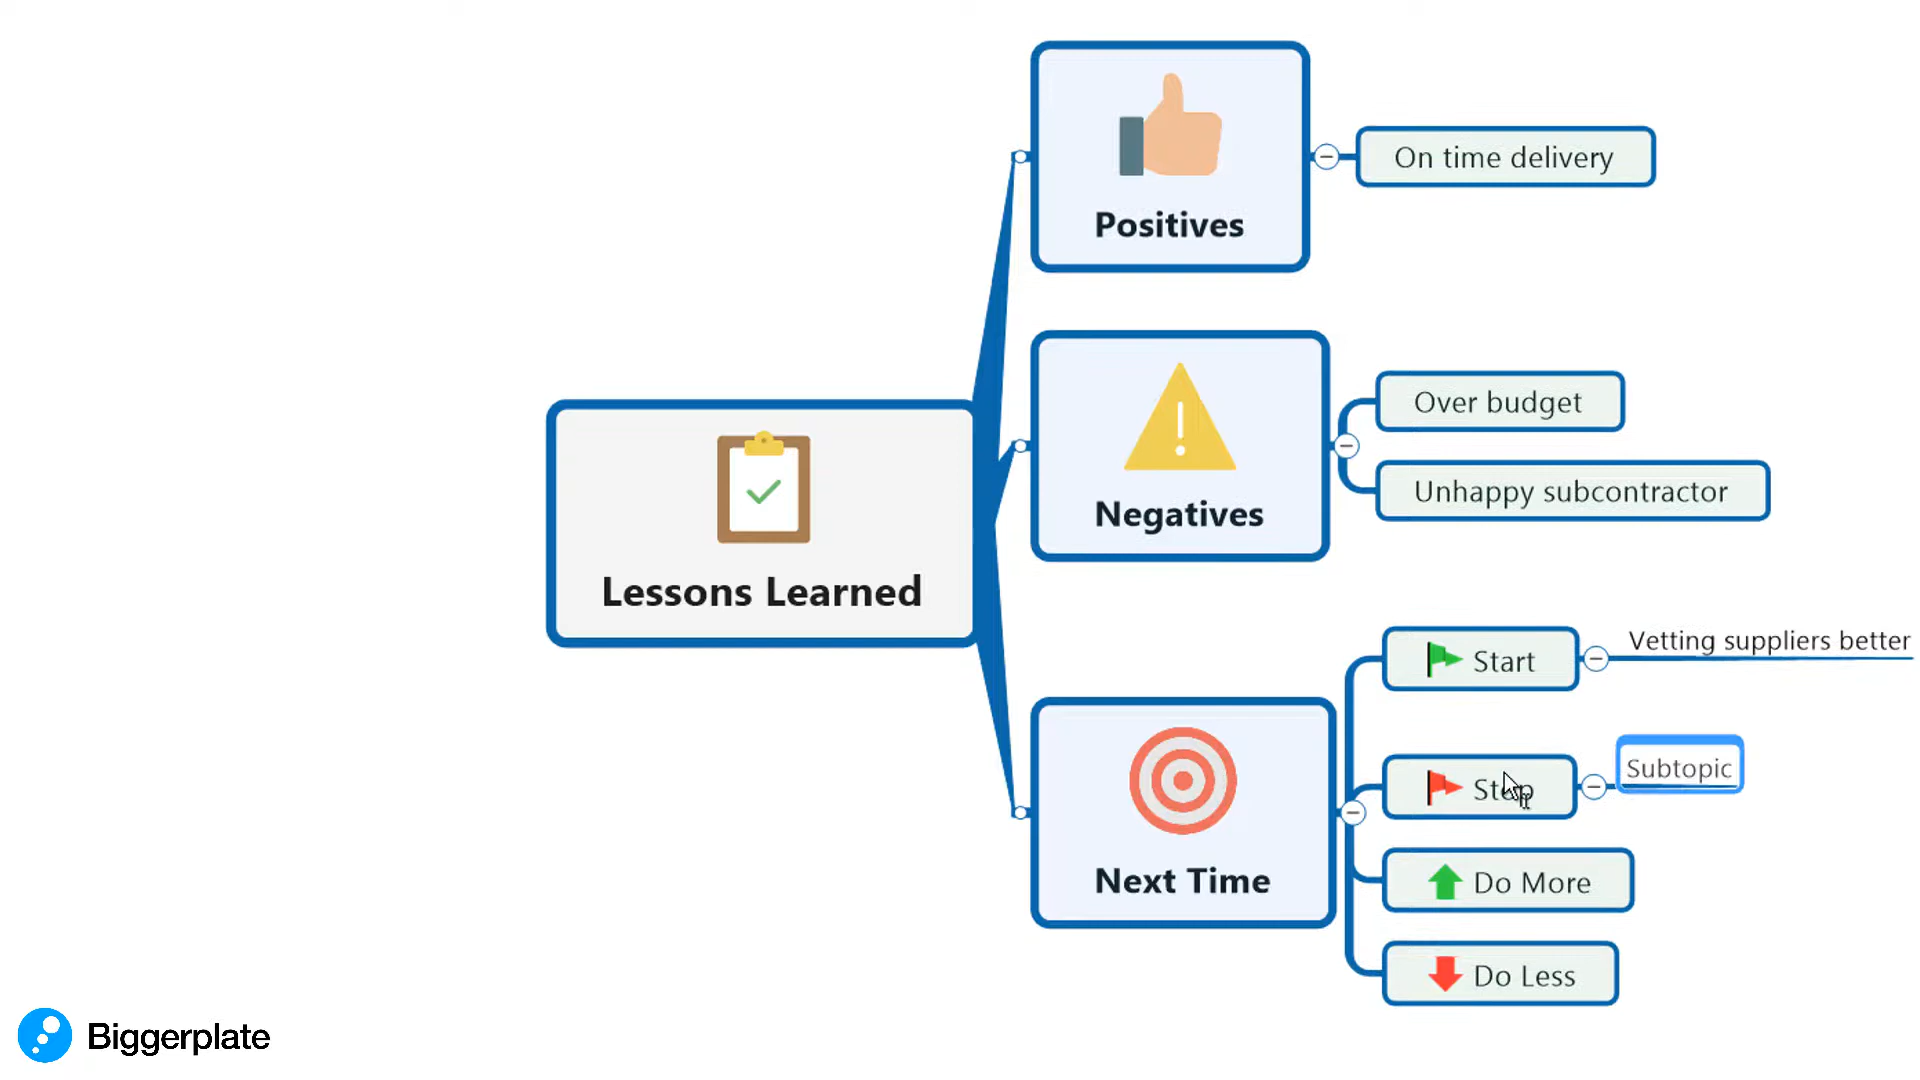 Positives
On time delivery
Negatives
Over budget
Unhappy subcontractor
Lessons Learned
Next Time
Start
Vetting suppliers better
Stop
Subtopic
Do More
Do Less
Biggerplate